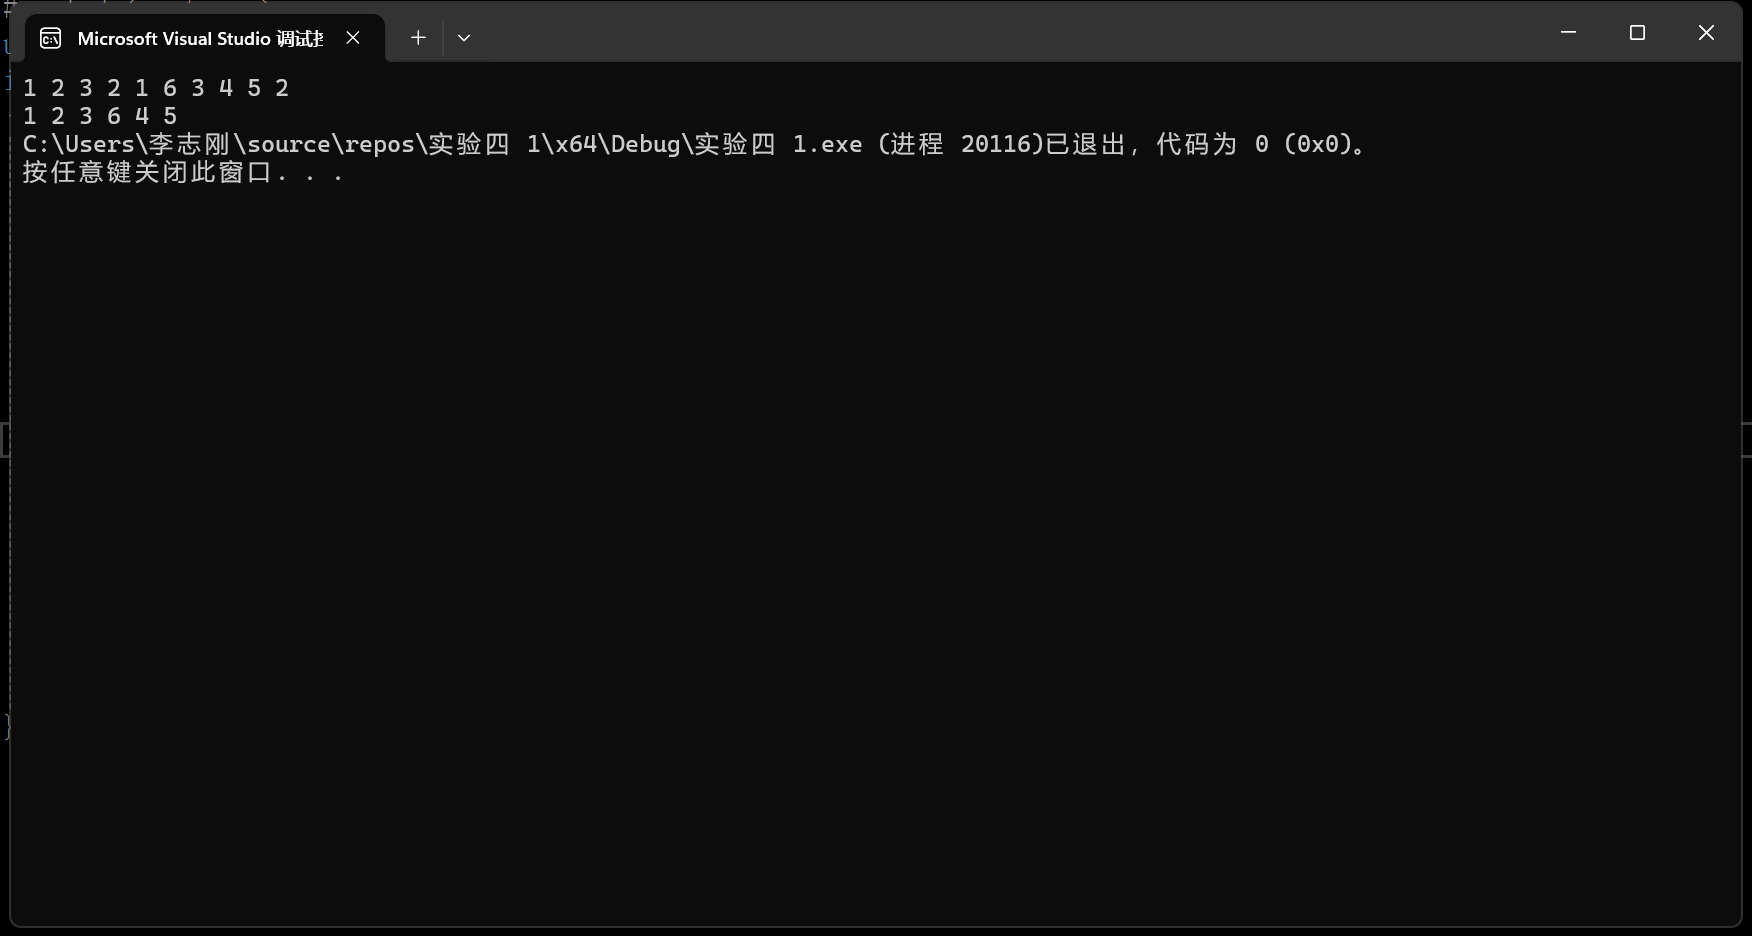 Microsoft Visual Studio 调试
1 2 3 2 1 6 3 4 5 2
1 2 3 6 4 5
C:\Users\李志刚\source\repos\实验四 1\x64\Debug\实验四 1.exe (进程 20116)已退出，代码为 0 (0x0)。
按任意键关闭此窗口. . .